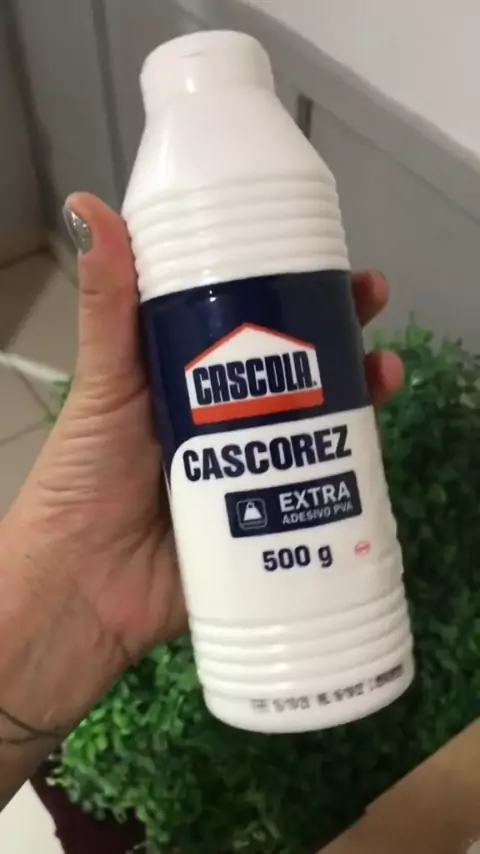 CASCOLA
CASCOREZ
EXTRA
ADESIVO PVA
500 g